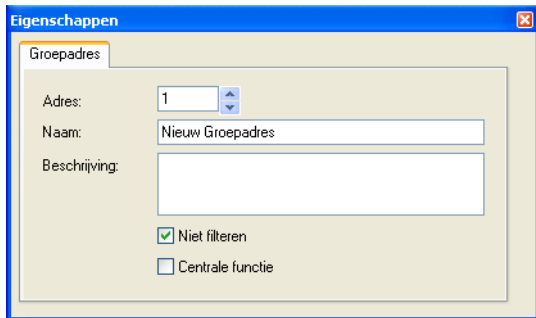 Eigenschappen
Groepadres
Adres: 1
Naam: Nieuw Groepadres
Beschrijving:
Niet filteren
Centrale functie